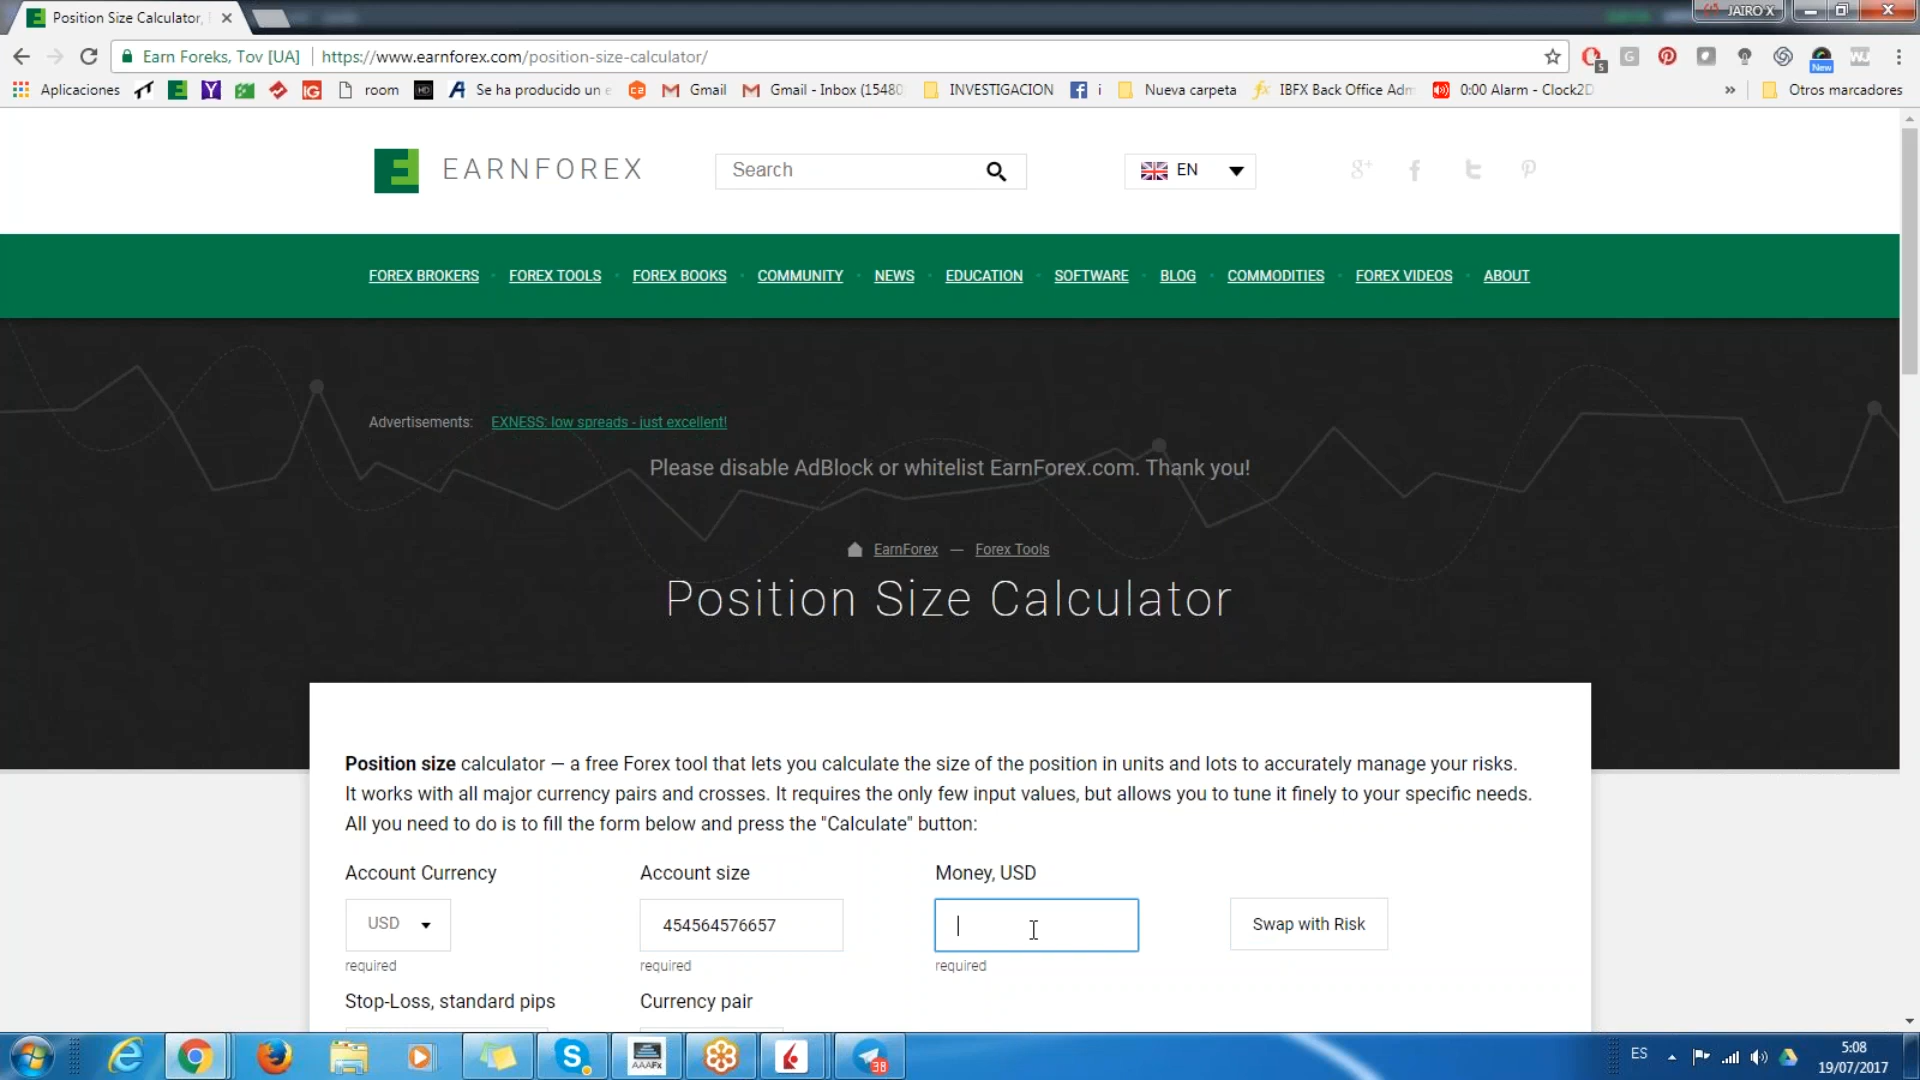 Position Size Calculator,
JAIRO X
Earn Foreks, Tov [UA]
https://www.earnforex.com/position-size-calculator/
S
G
New
Aplicaciones
Y
IG
room
HD
Se ha producido un e
Gmail
Gmail - Inbox (15480
INVESTIGACION
i
Nueva carpeta
IBFX Back Office Adm
0:00 Alarm - Clock2D
»
Otros marcadores
EARNFOREX
Search
EN
FOREX BROKERS
FOREX TOOLS
FOREX BOOKS
COMMUNITY
NEWS
EDUCATION
SOFTWARE
BLOG
COMMODITIES
FOREX VIDEOS
ABOUT
Advertisements: EXNESS: low spreads - just excellent!
Please disable AdBlock or whitelist EarnForex.com. Thank you!
EarnForex — Forex Tools
Position Size Calculator
Position size calculator — a free Forex tool that lets you calculate the size of the position in units and lots to accurately manage your risks.
It works with all major currency pairs and crosses. It requires the only few input values, but allows you to tune it finely to your specific needs.
All you need to do is to fill the form below and press the "Calculate" button:
Account Currency
Account size
Money, USD
USD
454564576657
Swap with Risk
required
required
required
Stop-Loss, standard pips
Currency pair
AAAFx
38
ES
5:08
19/07/2017